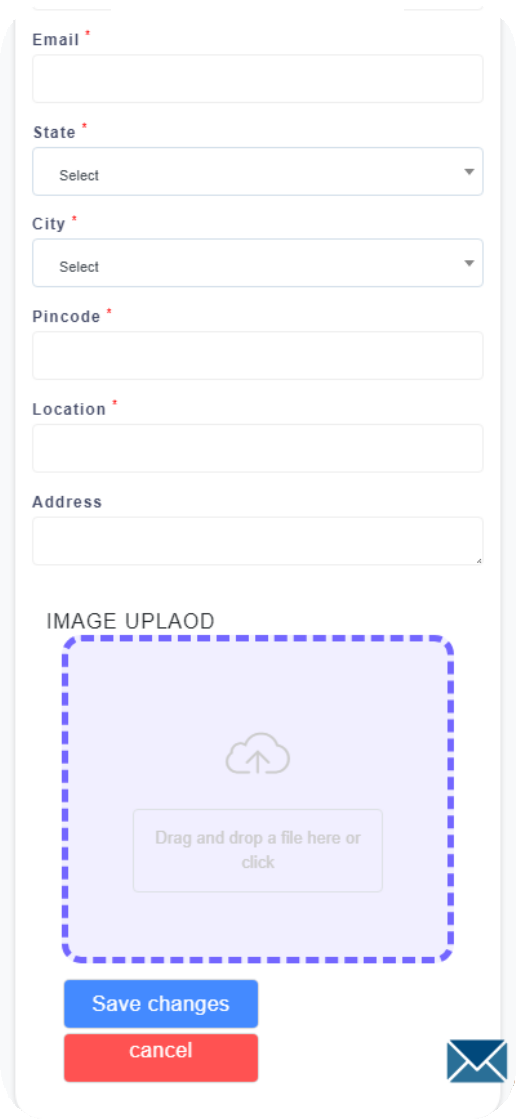 Email *
State *
Select
City *
Select
Pincode *
Location *
Address
IMAGE UPLAOD
Drag and drop a file here or
click
Save changes
cancel